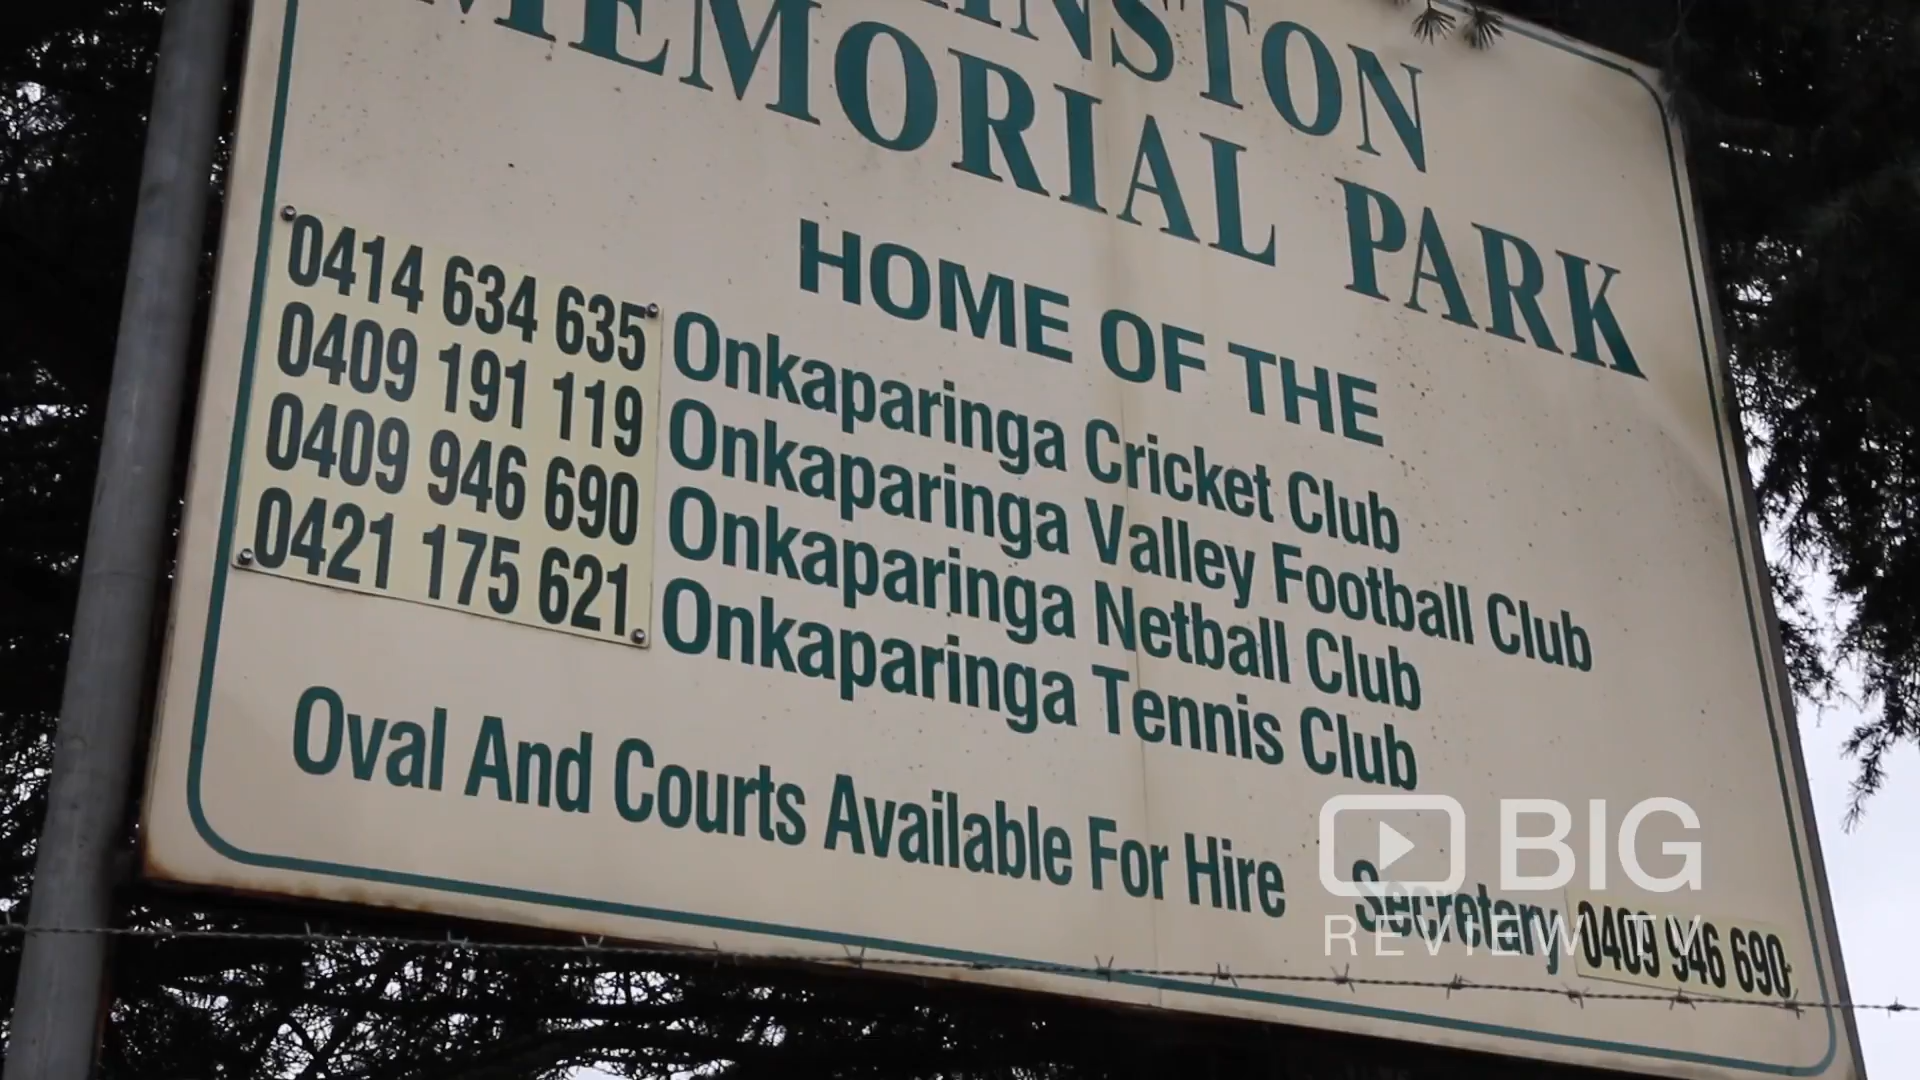 MEMORIAL PARK
HOME OF THE
0414 634 635 Onkaparinga Cricket Club
0409 191 119 Onkaparinga Valley Football Club
0409 946 690 Onkaparinga Netball Club
0421 175 621 Onkaparinga Tennis Club
Oval And Courts Available For Hire Secretary 0409 946 690
BIG
REVIEW TV